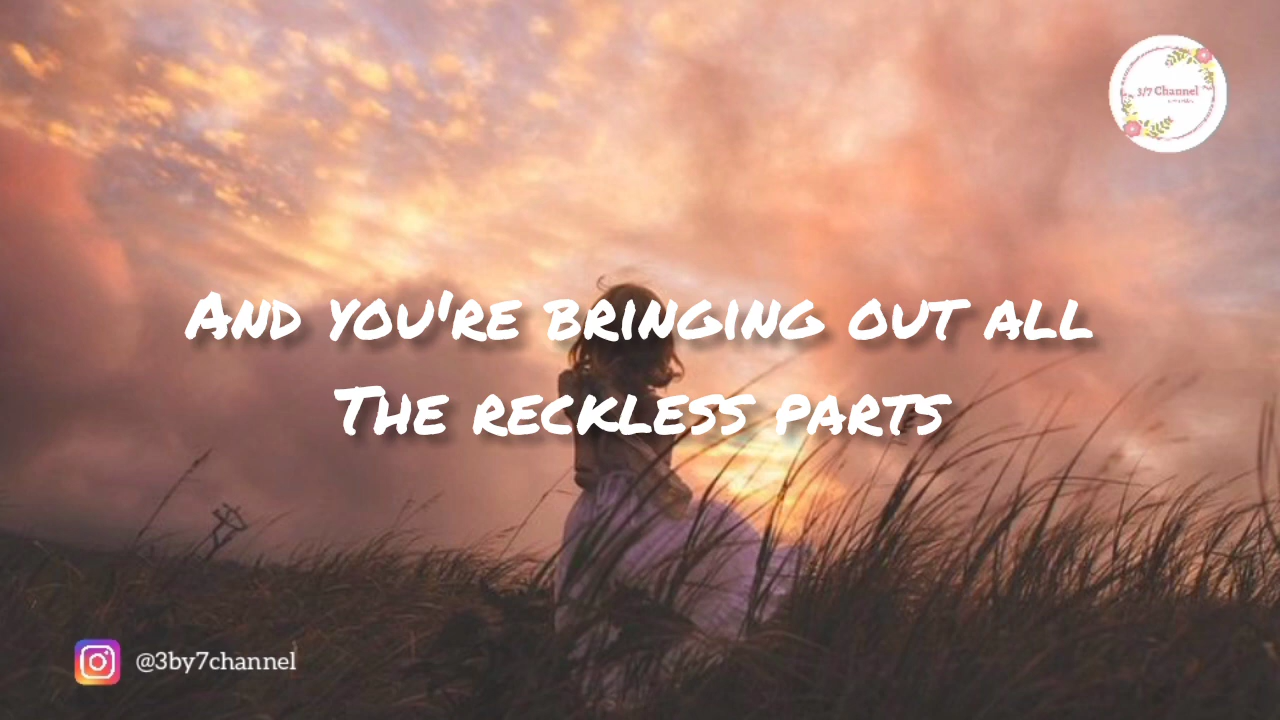 3/7 Channel
And you're bringing out all
The reckless parts
@3by7channel